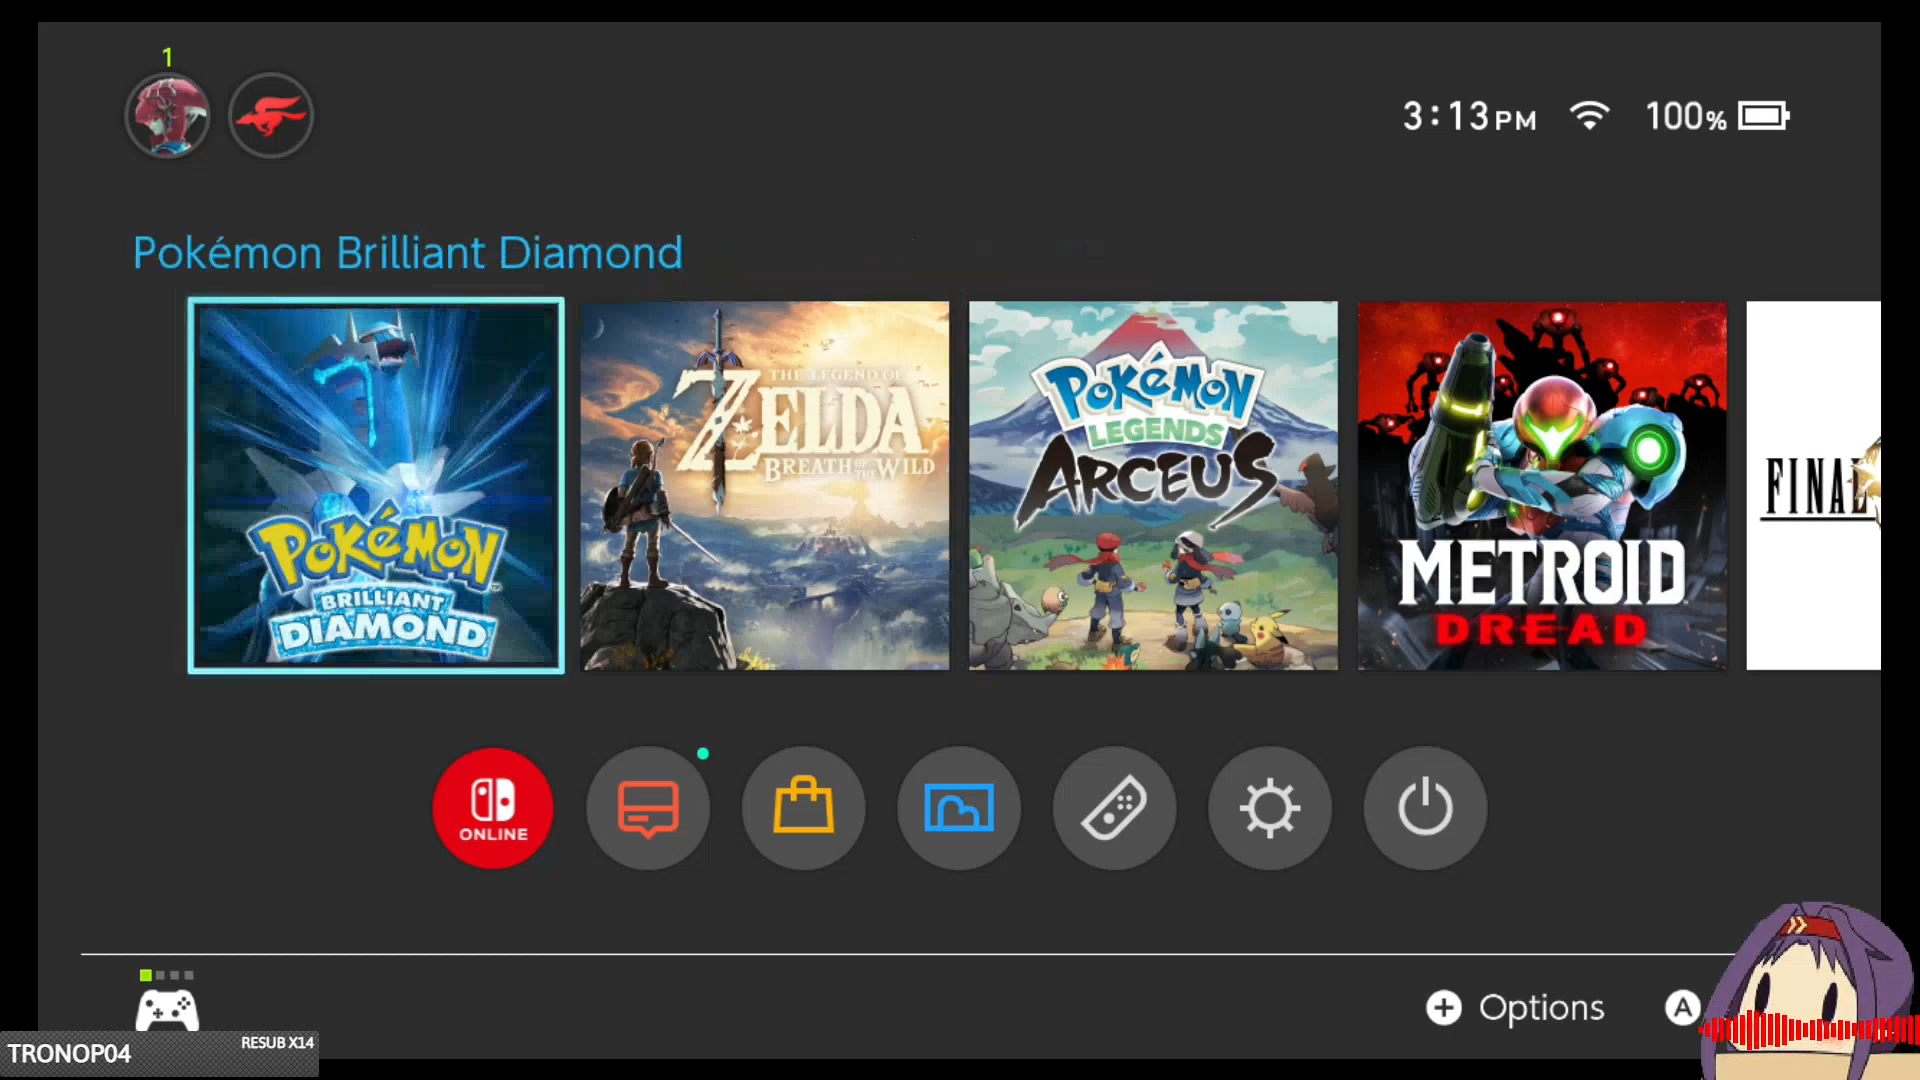 1
3:13PM 100%
Pokémon Brilliant Diamond
POKéMON
BRILLIANT
DIAMOND
THE LEGEND OF
ZELDA
BREATH OF THE WILD
POKéMON
LEGENDS
ARCEUS
METROID
DREAD
FINAL
ONLINE
+ Options A
TRONOP04 RESUB X14